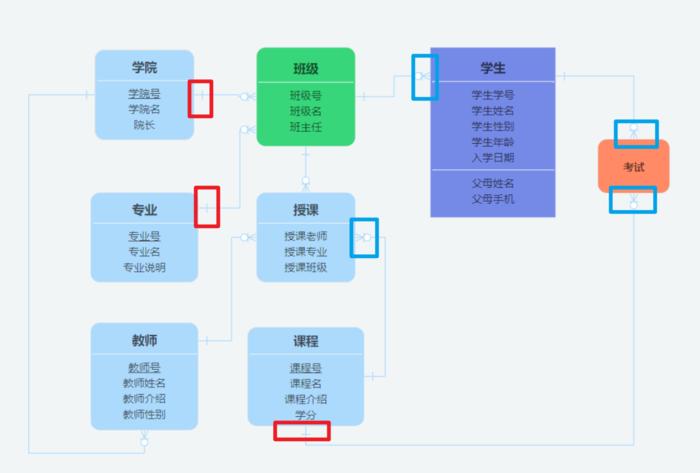 学院
学院号
学院名
院长
班级
班级号
班级名
班主任
学生
学生学号
学生姓名
学生性别
学生年龄
入学日期
父母姓名
父母手机
考试
专业
专业号
专业名
专业说明
授课
授课老师
授课专业
授课班级
教师
教师号
教师姓名
教师介绍
教师性别
课程
课程号
课程名
课程介绍
学分